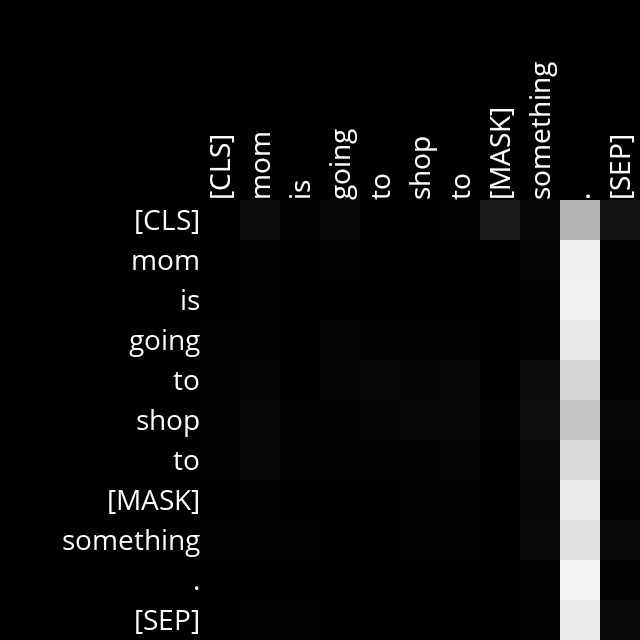 [CLS] mom is going to shop to [MASK] something . [SEP]
[CLS]
mom
is
going
to
shop
to
[MASK]
something
.
[SEP]